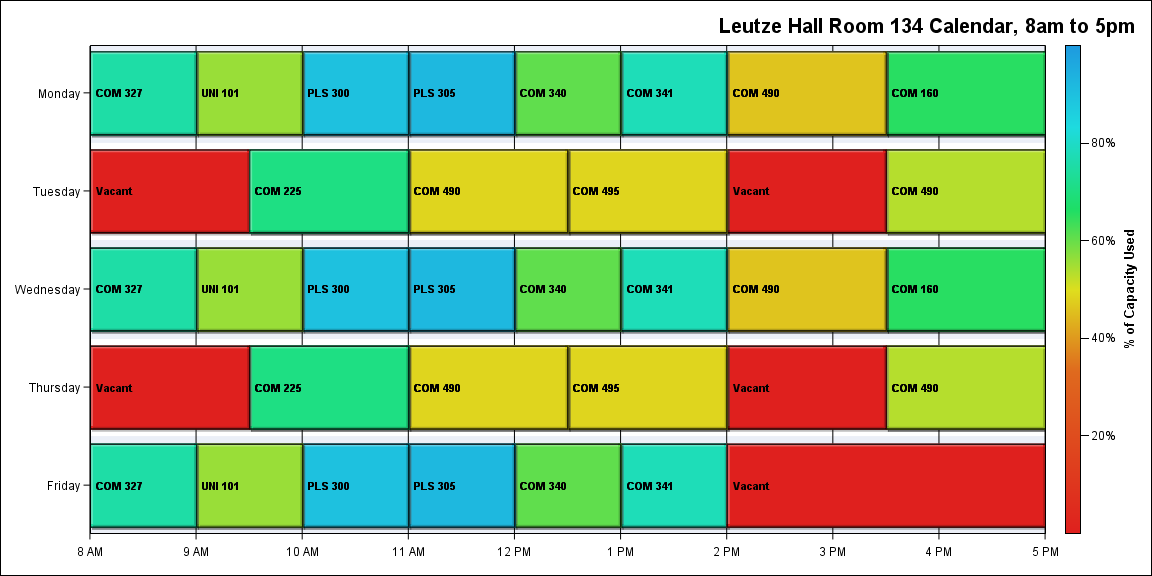 Leutze Hall Room 134 Calendar, 8am to 5pm
Monday
COM 327
UNI 101
PLS 300
PLS 305
COM 340
COM 341
COM 490
COM 160
Tuesday
Vacant
COM 225
COM 490
COM 495
Vacant
COM 490
Wednesday
COM 327
UNI 101
PLS 300
PLS 305
COM 340
COM 341
COM 490
COM 160
Thursday
Vacant
COM 225
COM 490
COM 495
Vacant
COM 490
Friday
COM 327
UNI 101
PLS 300
PLS 305
COM 340
COM 341
Vacant
8 AM
9 AM
10 AM
11 AM
12 PM
1 PM
2 PM
3 PM
4 PM
5 PM
80%
60%
40%
20%
% of Capacity Used